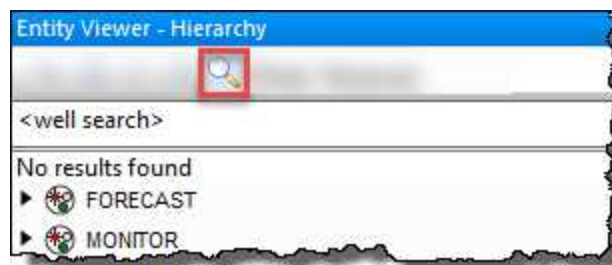 Entity Viewer - Hierarchy
<well search>
No results found
FORECAST
MONITOR